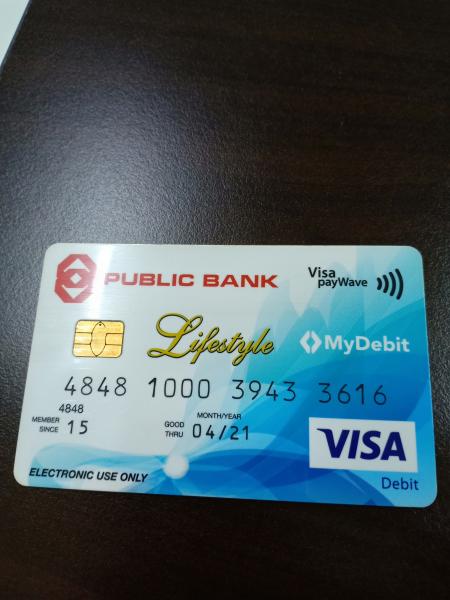 PUBLIC BANK
Visa
payWave
Lifestyle
MyDebit
4848 1000 3943 3616
4848
MEMBER SINCE 15
MONTH/YEAR
GOOD THRU 04/21
VISA
ELECTRONIC USE ONLY
Debit